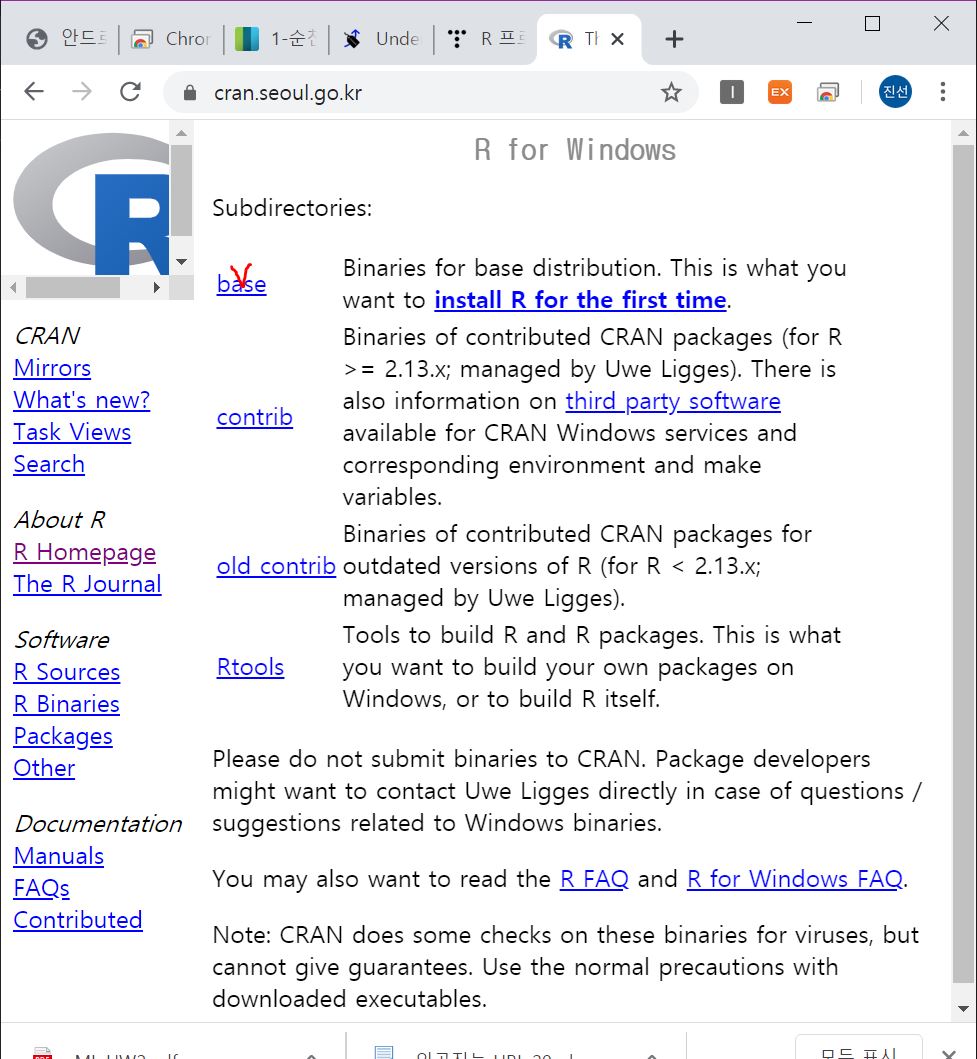 안드
Chron
1-순
Unde
R 프
Th
cran.seoul.go.kr
I
EX
진선
R
R for Windows
Subdirectories:
base
Binaries for base distribution. This is what you
want to install R for the first time.
contrib
Binaries of contributed CRAN packages (for R
>= 2.13.x; managed by Uwe Ligges). There is
also information on third party software
available for CRAN Windows services and
corresponding environment and make
variables.
old contrib
Binaries of contributed CRAN packages for
outdated versions of R (for R < 2.13.x;
managed by Uwe Ligges).
Rtools
Tools to build R and R packages. This is what
you want to build your own packages on
Windows, or to build R itself.
Please do not submit binaries to CRAN. Package developers
might want to contact Uwe Ligges directly in case of questions /
suggestions related to Windows binaries.
You may also want to read the R FAQ and R for Windows FAQ.
Note: CRAN does some checks on these binaries for viruses, but
cannot give guarantees. Use the normal precautions with
downloaded executables.
CRAN
Mirrors
What's new?
Task Views
Search
About R
R Homepage
The R Journal
Software
R Sources
R Binaries
Packages
Other
Documentation
Manuals
FAQs
Contributed
모두 표시